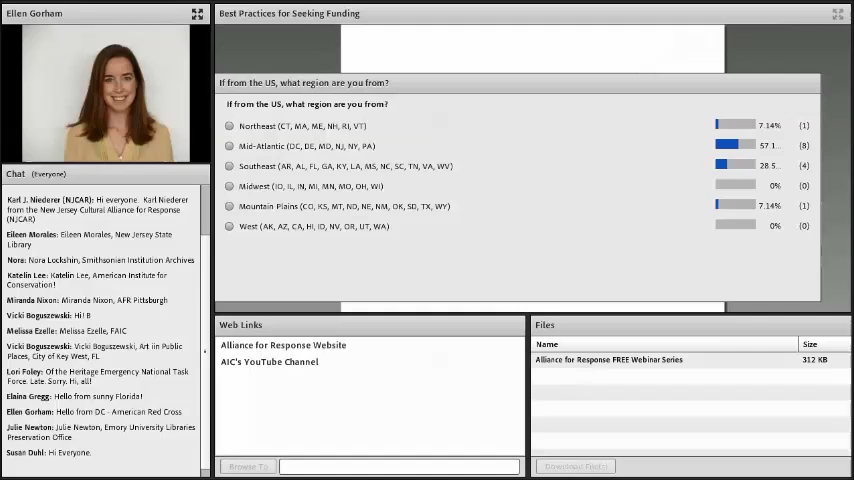 Ellen Gorham
Best Practices for Seeking Funding
If from the US, what region are you from?
If from the US, what region are you from?
Northeast (CT, MA, ME, NH, RI, VT) 7.14% (1)
Mid-Atlantic (DC, DE, MD, NJ, NY, PA) 57.1... (8)
Southeast (AR, AL, FL, GA, KY, LA, MS, NC, SC, TN, VA, WV) 28.5... (4)
Midwest (IO, IL, IN, MI, MN, MO, OH, WI) 0% (0)
Mountain Plains (CO, KS, MT, ND, NE, NM, OK, SD, TX, WY) 7.14% (1)
West (AK, AZ, CA, HI, ID, NV, OR, UT, WA) 0% (0)
Chat (Everyone)
Karl J. Niederer (NJCAR): Hi everyone. Karl Niederer
from the New Jersey Cultural Alliance for Response
(NJCAR)
Eileen Morales: Eileen Morales, New Jersey State
Library
Nora: Nora Lockshin, Smithsonian Institution Archives
Katelin Lee: Katelin Lee, American Institute for
Conservation!
Miranda Nixon: Miranda Nixon, AFR Pittsburgh
Vicki Boguszewski: Hi! B
Melissa Ezelle: Melissa Ezelle, FAIC
Vicki Boguszewski: Vicki Boguszewski, Art iin Public
Places, City of Key West, FL
Lori Foley: Of the Heritage Emergency National Task
Force. Late. Sorry. Hi, all!
Elaina Gregg: Hello from sunny Florida!
Ellen Gorham: Hello from DC - American Red Cross
Julie Newton: Julie Newton, Emory University Libraries
Preservation Office
Susan Duhl: Hi Everyone.
Web Links
Alliance for Response Website
AIC's YouTube Channel
Browse To
Files
Name Size
Alliance for Response FREE Webinar Series 312 KB
Download File(s)